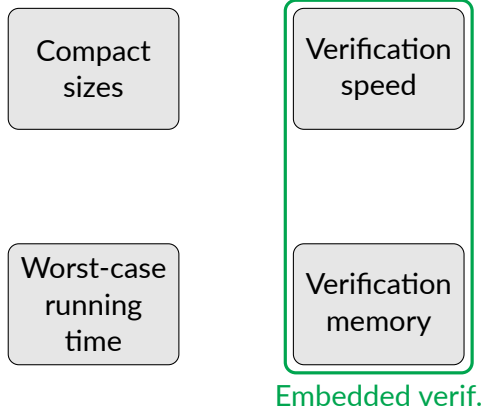 Compact
sizes
Verification
speed
Worst-case
running
time
Verification
memory
Embedded verif.